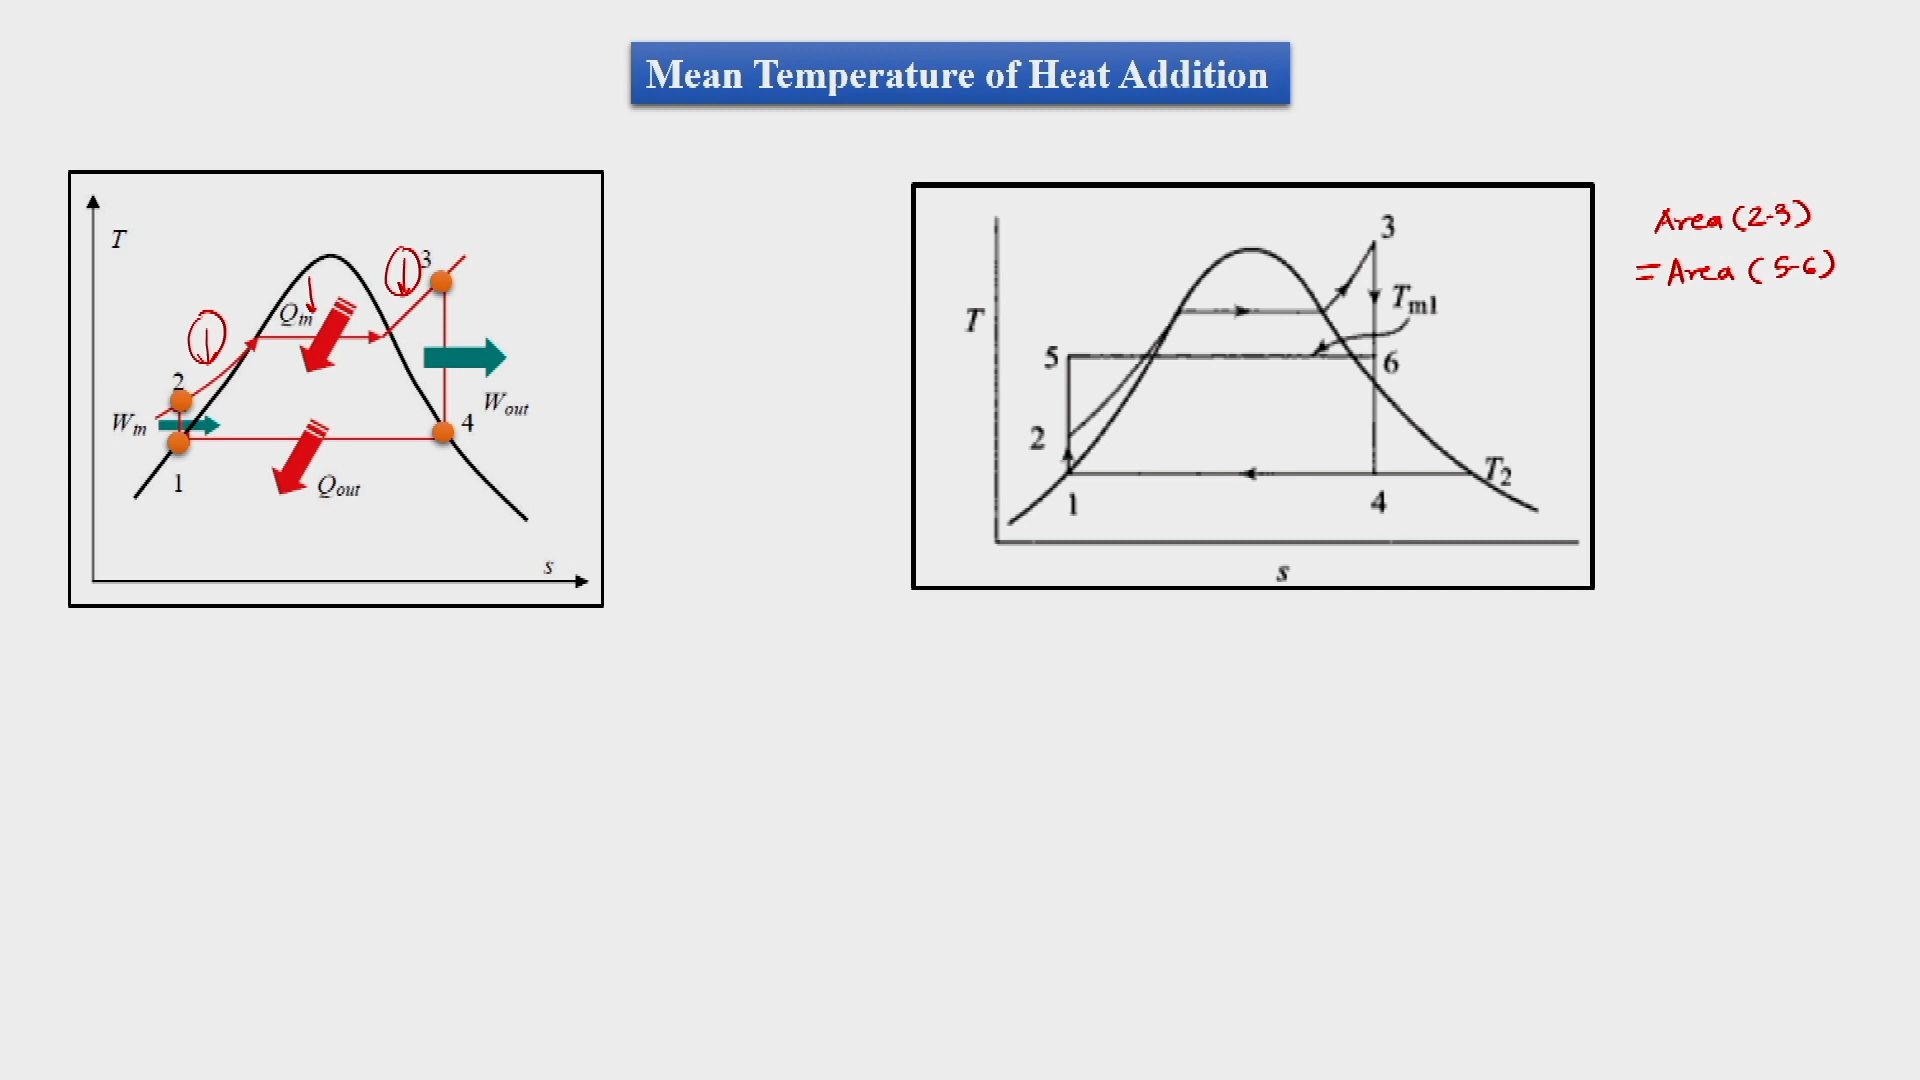 Mean Temperature of Heat Addition
T
3
Qin
2
Win
Wout
4
1
Qout
s
3
T
Tm1
5
6
2
T2
1
4
s
Area (2-3)
= Area (5-6)